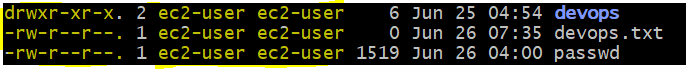 drwxr-xr-x. 2 ec2-user ec2-user    6 Jun 25 04:54 devops
-rw-r--r--. 1 ec2-user ec2-user    0 Jun 26 07:35 devops.txt
-rw-r--r--. 1 ec2-user ec2-user 1519 Jun 26 04:00 passwd